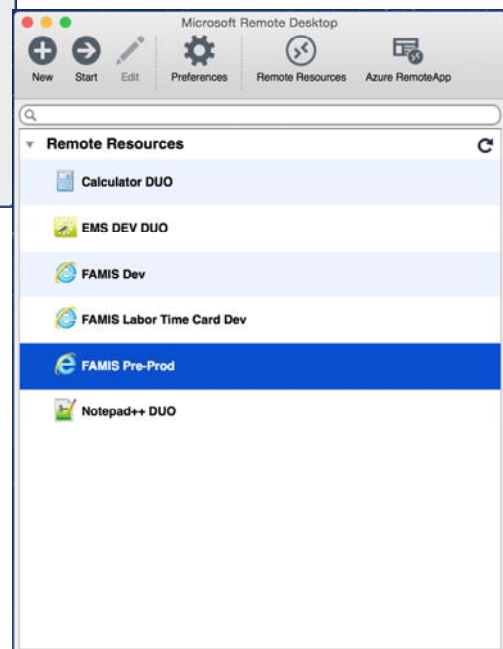 Microsoft Remote Desktop
New Start Edit Preferences Remote Resources Azure RemoteApp
Remote Resources
Calculator DUO
EMS DEV DUO
FAMIS Dev
FAMIS Labor Time Card Dev
FAMIS Pre-Prod
Notepad++ DUO